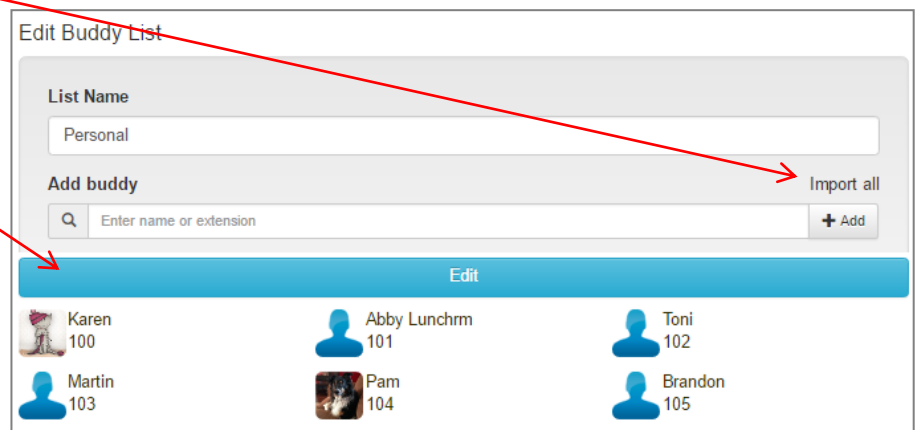 Edit Buddy List
List Name
Personal
Add buddy Import all
Enter name or extension + Add
Edit
Karen Abby Lunchrm Toni
100 101 102
Martin Pam Brandon
103 104 105